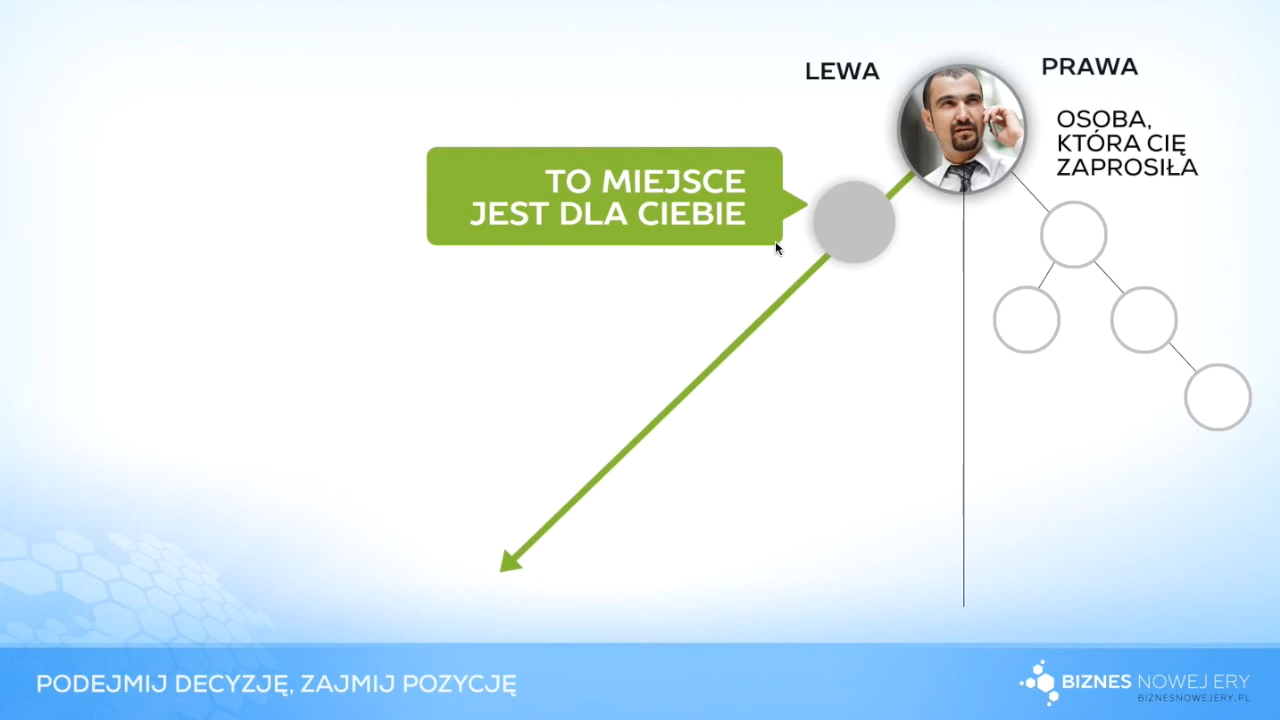 LEWA
PRAWA
OSOBA,
KTÓRA CIĘ
ZAPROSIŁA
TO MIEJSCE
JEST DLA CIEBIE
PODEJMIJ DECYZJĘ, ZAJMIJ POZYCJĘ
BIZNES NOWEJ ERY
BIZNESNOWEJERY.PL